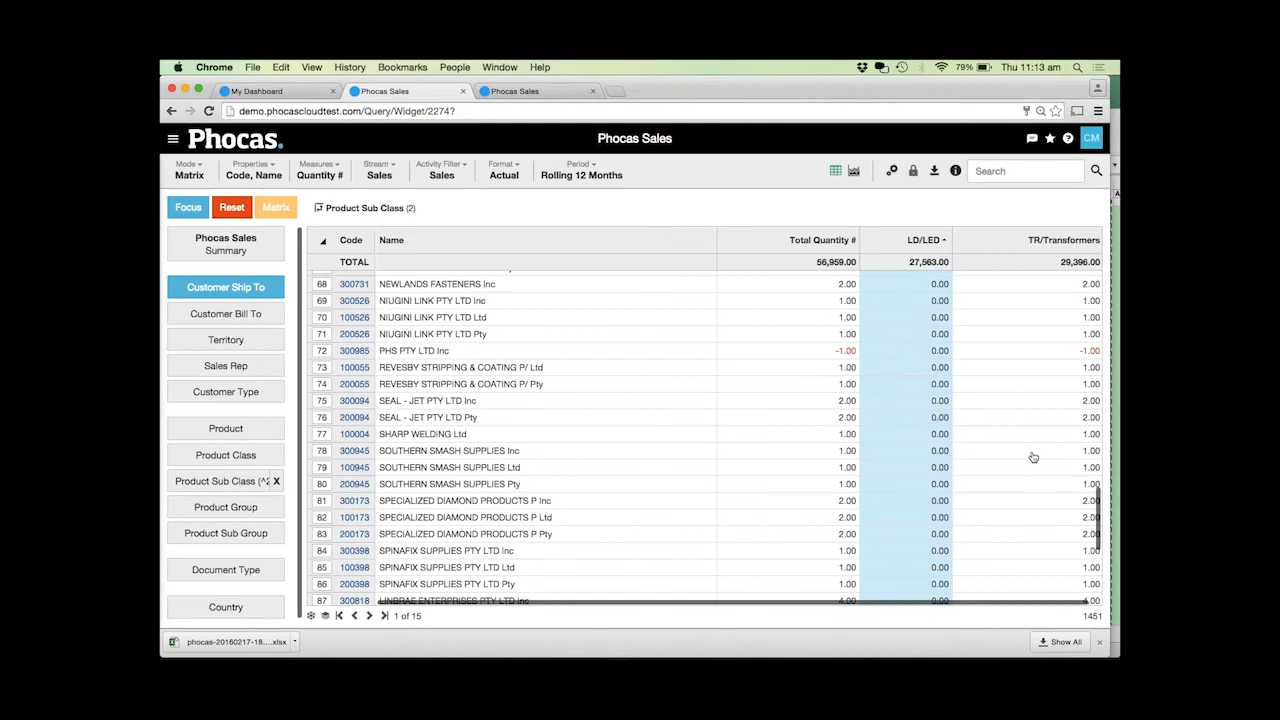 Chrome File Edit View History Bookmarks People Window Help 79% Thu 11:13 am
My Dashboard × Phocas Sales × Phocas Sales ×
demo.phocascloudtest.com/Query/Widget/2274?
Phocas. Phocas Sales CM
Mode Properties Measures Stream Activity Filter Format Period
Matrix Code, Name Quantity # Sales Sales Actual Rolling 12 Months Search
Focus Reset Matrix Product Sub Class (2)
Phocas Sales
Summary
Customer Ship To
Customer Bill To
Territory
Sales Rep
Customer Type
Product
Product Class
Product Sub Class (^2 X
Product Group
Product Sub Group
Document Type
Country
Code Name Total Quantity # LD/LED TR/Transformers
TOTAL 56,959.00 27,563.00 29,396.00
68 300731 NEWLANDS FASTENERS Inc 2.00 0.00 2.00
69 300526 NIUGINI LINK PTY LTD Inc 1.00 0.00 1.00
70 100526 NIUGINI LINK PTY LTD Ltd 1.00 0.00 1.00
71 200526 NIUGINI LINK PTY LTD Pty 1.00 0.00 1.00
72 300985 PHS PTY LTD Inc -1.00 0.00 -1.00
73 100055 REVESBY STRIPPING & COATING P/ Ltd 1.00 0.00 1.00
74 200055 REVESBY STRIPPING & COATING P/ Pty 1.00 0.00 1.00
75 300094 SEAL - JET PTY LTD Inc 2.00 0.00 2.00
76 200094 SEAL - JET PTY LTD Pty 2.00 0.00 2.00
77 100004 SHARP WELDING Ltd 1.00 0.00 1.00
78 300945 SOUTHERN SMASH SUPPLIES Inc 1.00 0.00 1.00
79 100945 SOUTHERN SMASH SUPPLIES Ltd 1.00 0.00 1.00
80 200945 SOUTHERN SMASH SUPPLIES Pty 1.00 0.00 1.00
81 300173 SPECIALIZED DIAMOND PRODUCTS P Inc 2.00 0.00 2.00
82 100173 SPECIALIZED DIAMOND PRODUCTS P Ltd 2.00 0.00 2.00
83 200173 SPECIALIZED DIAMOND PRODUCTS P Pty 2.00 0.00 2.00
84 300398 SPINAFIX SUPPLIES PTY LTD Inc 1.00 0.00 1.00
85 100398 SPINAFIX SUPPLIES PTY LTD Ltd 1.00 0.00 1.00
86 200398 SPINAFIX SUPPLIES PTY LTD Pty 1.00 0.00 1.00
87 300818 LINBRAE ENTERPRISES PTY LTD Inc 4.00 0.00 4.00
1 of 15 1451
phocas-20160217-18....xlsx Show All ×